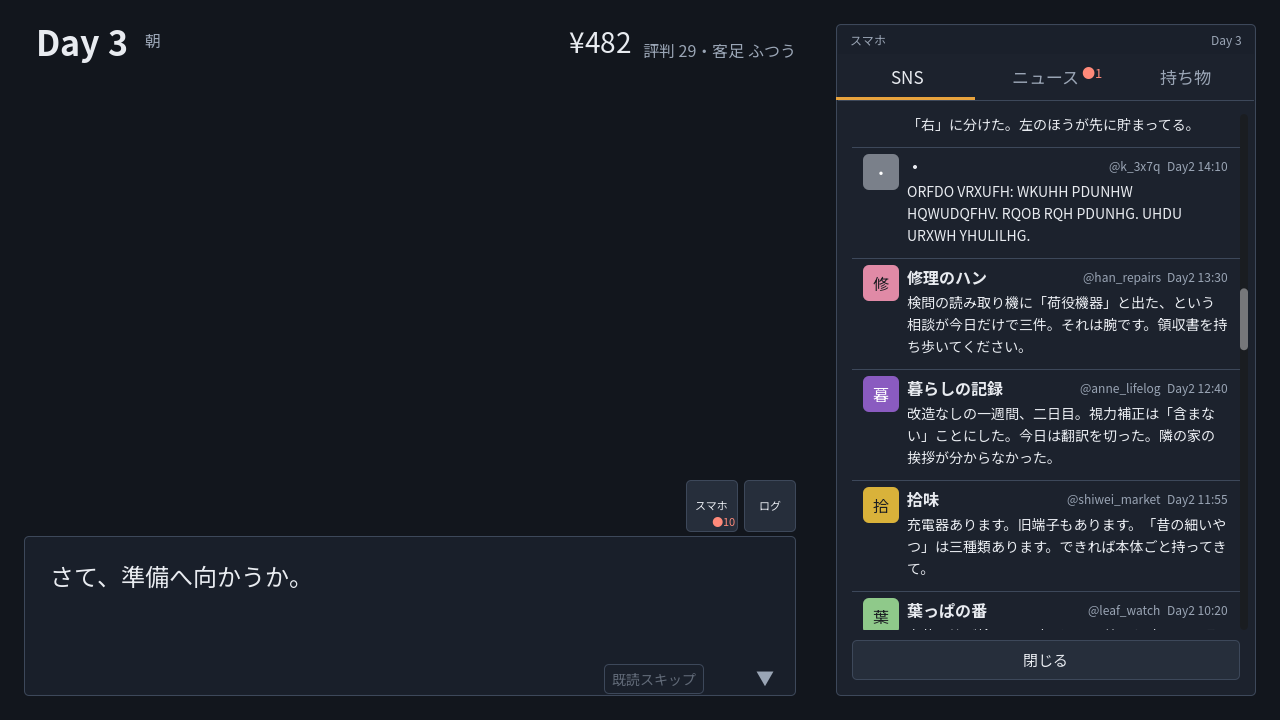 Day 3 朝
¥482 評判 29・客足 ふつう
スマホ
●10
ログ
さて、準備へ向かうか。
既読スキップ
▼
スマホ Day 3
SNS ニュース ●1 持ち物
「右」に分けた。左のほうが先に貯まってる。
・
・ @k_3x7q Day2 14:10
ORFDO VRXUFH: WKUHH PDUNHW
HQWUDQFHV. RQOB RQH PDUNHG. UHDU
URXWH YHULILHG.
修
修理のハン @han_repairs Day2 13:30
検問の読み取り機に「荷役機器」と出た、という
相談が今日だけで三件。それは腕です。領収書を持
ち歩いてください。
暮
暮らしの記録 @anne_lifelog Day2 12:40
改造なしの一週間、二日目。視力補正は「含まな
い」ことにした。今日は翻訳を切った。隣の家の
挨拶が分からなかった。
拾
拾味 @shiwei_market Day2 11:55
充電器あります。旧端子もあります。「昔の細いや
つ」は三種類あります。できれば本体ごと持ってき
て。
葉
葉っぱの番 @leaf_watch Day2 10:20
閉じる